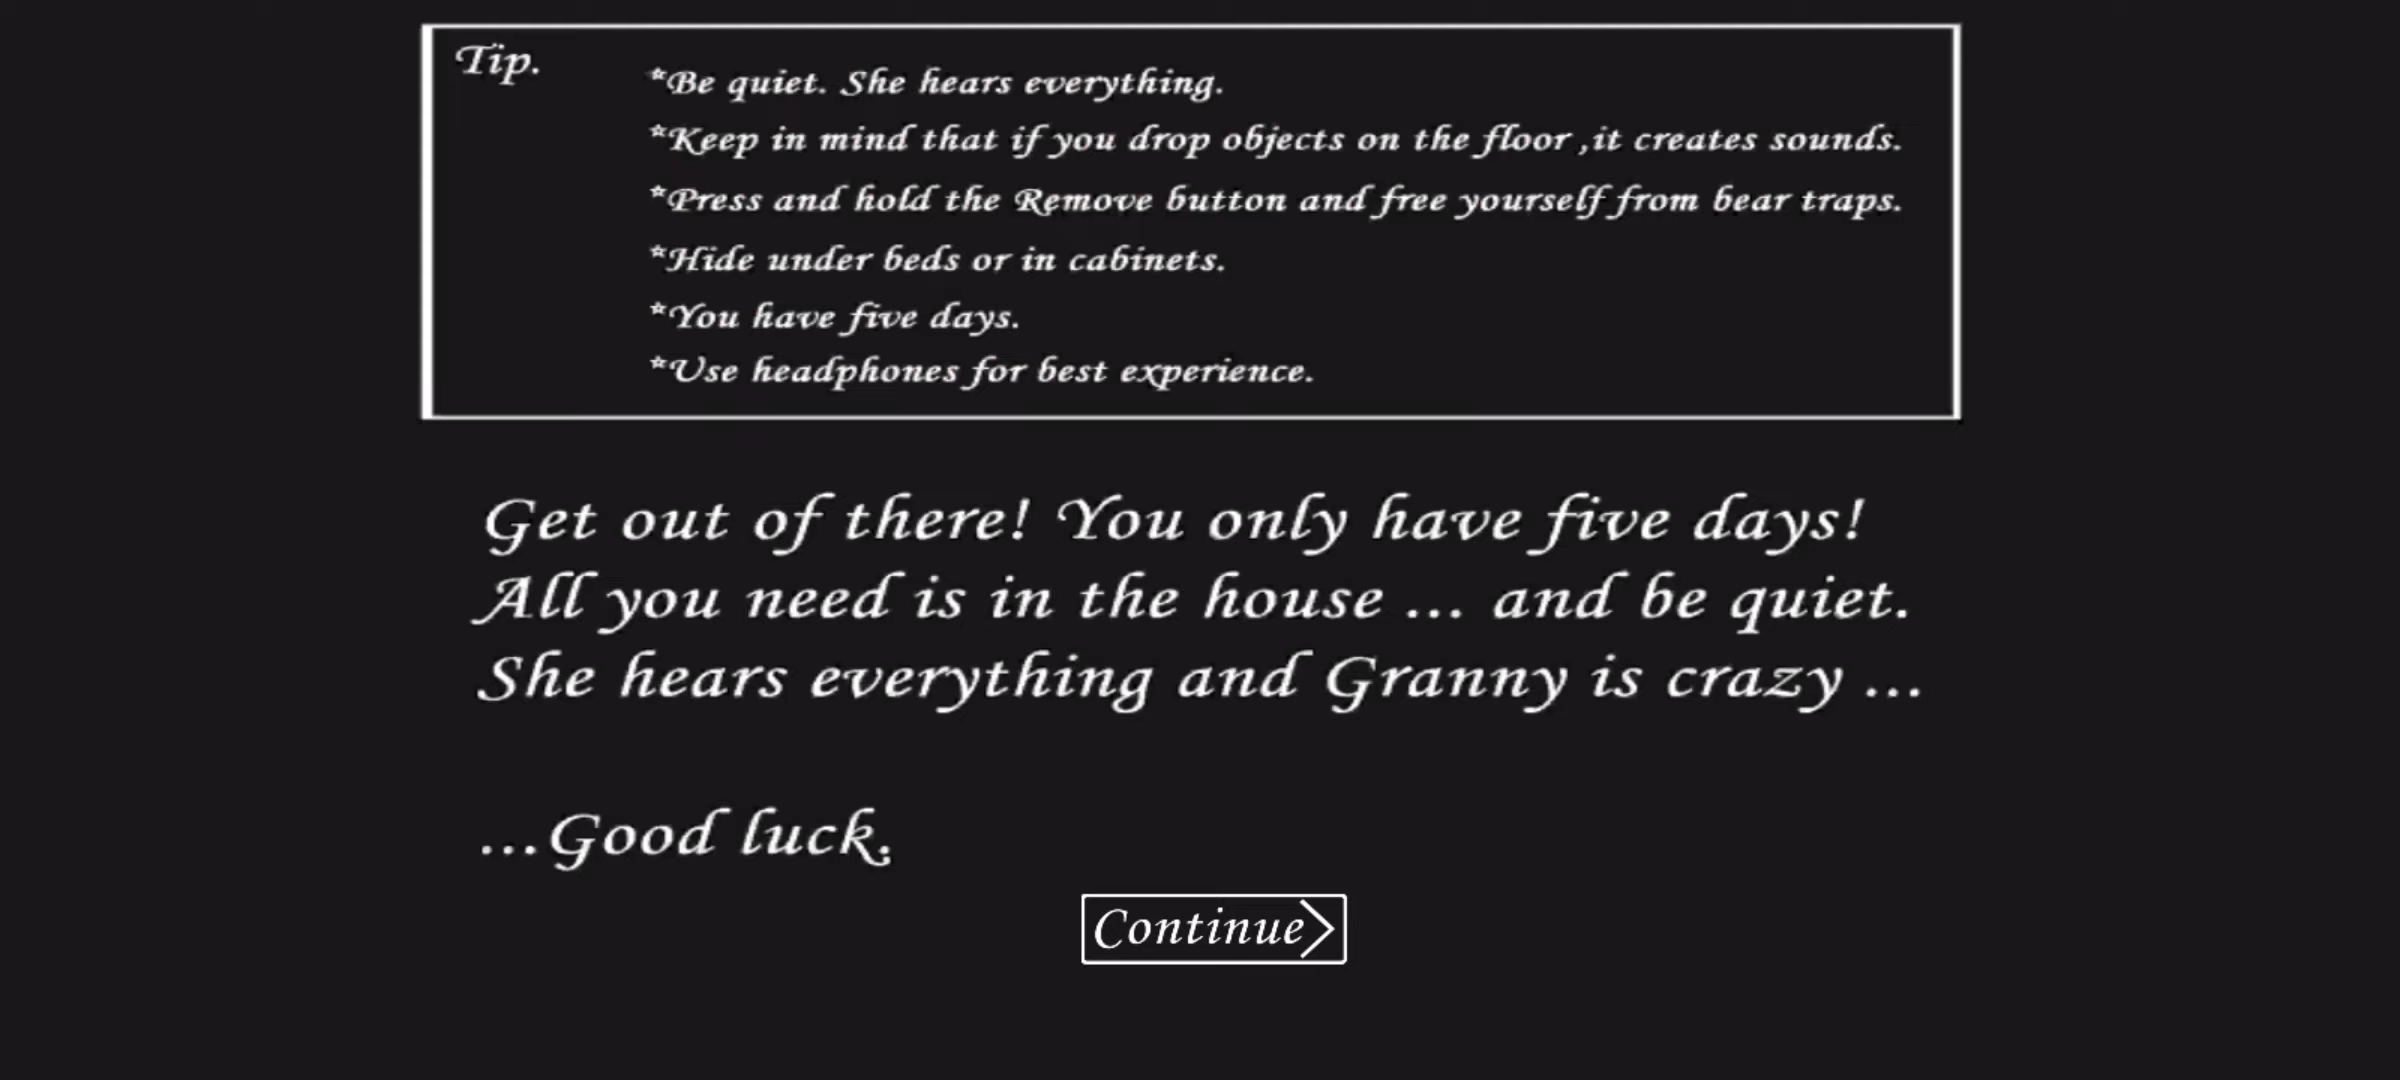 Tip.
*Be quiet. She hears everything.
*Keep in mind that if you drop objects on the floor ,it creates sounds.
*Press and hold the Remove button and free yourself from bear traps.
*Hide under beds or in cabinets.
*You have five days.
*Use headphones for best experience.
Get out of there! You only have five days!
All you need is in the house ... and be quiet.
She hears everything and Granny is crazy ...
...Good luck.
Continue>